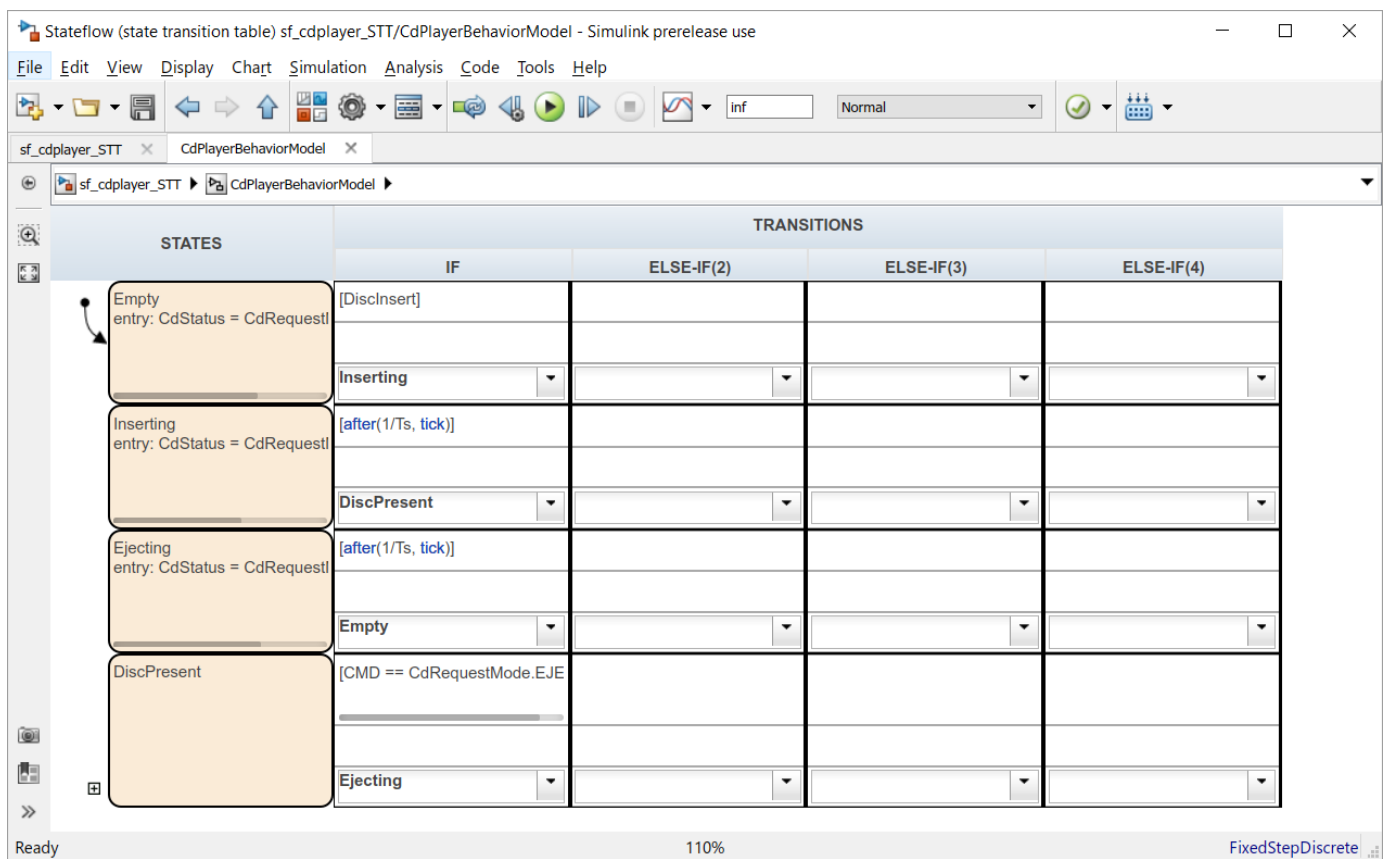 Stateflow (state transition table) sf_cdplayer_STT/CdPlayerBehaviorModel - Simulink prerelease use
File Edit View Display Chart Simulation Analysis Code Tools Help
inf Normal
sf_cdplayer_STT CdPlayerBehaviorModel
sf_cdplayer_STT CdPlayerBehaviorModel
STATES
TRANSITIONS
IF ELSE-IF(2) ELSE-IF(3) ELSE-IF(4)
Empty
entry: CdStatus = CdRequest
[DiscInsert]
Inserting
Inserting
entry: CdStatus = CdRequest
[after(1/Ts, tick)]
DiscPresent
Ejecting
entry: CdStatus = CdRequest
[after(1/Ts, tick)]
Empty
DiscPresent
[CMD == CdRequestMode.EJE
Ejecting
Ready 110% FixedStepDiscrete